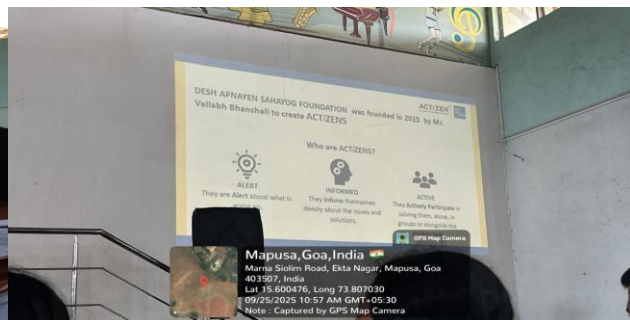 DESH APNAYEN SAHAYOG FOUNDATION was founded in 2015 by Mr.
Vallabh Bhanshali to create ACT/ZENS
ACT/ZEN
Who are ACT/ZENS?
ALERT
They are Alert about what is
INFORMED
They Inform themselves
deeply about the issues and
solutions.
ACTIVE
They Actively Participate in
solving them, alone, in
groups or alongside the
GPS Map Camera
Mapusa,Goa,India
Marna Siolim Road, Ekta Nagar, Mapusa, Goa
403507, India
Lat 15.600476, Long 73.807030
09/25/2025 10:57 AM GMT+05:30
Note : Captured by GPS Map Camera